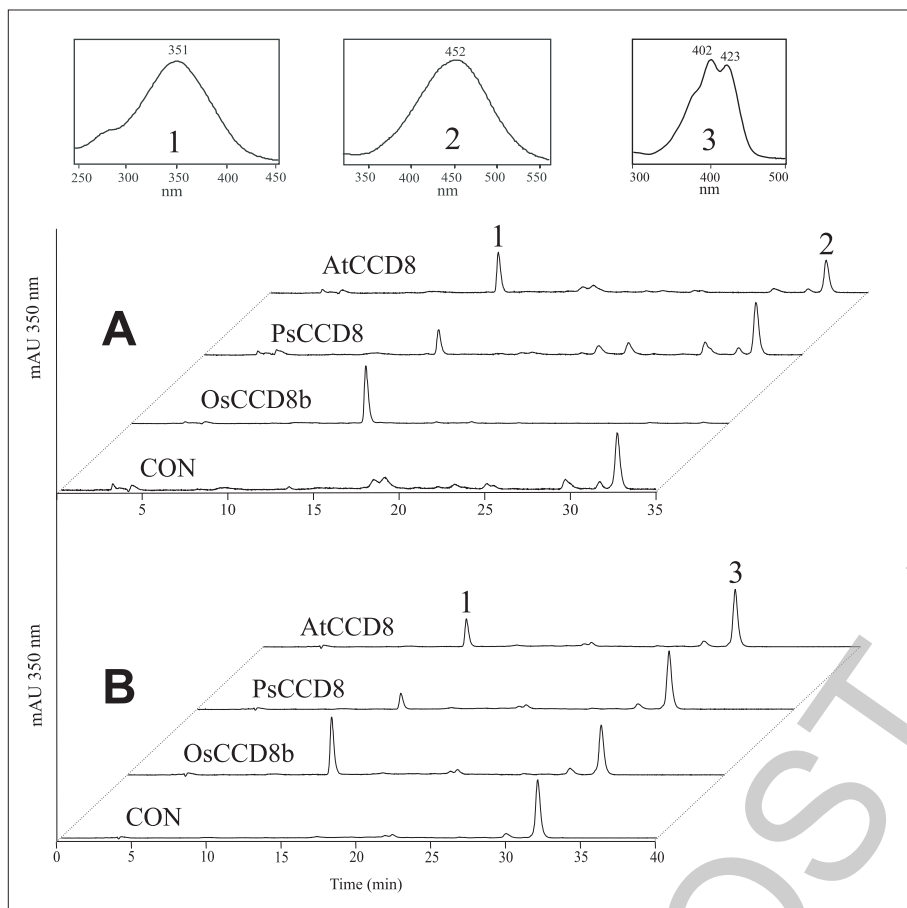 351
1
250 300 350 400 450
nm
452
2
350 400 450 500 550
nm
402 423
3
300 400 500
nm
A
mAU 350 nm
1 2
AtCCD8
PsCCD8
OsCCD8b
CON
5 10 15 20 25 30 35
B
mAU 350 nm
1 3
AtCCD8
PsCCD8
OsCCD8b
CON
0 5 10 15 20 25 30 35 40
Time (min)
OST